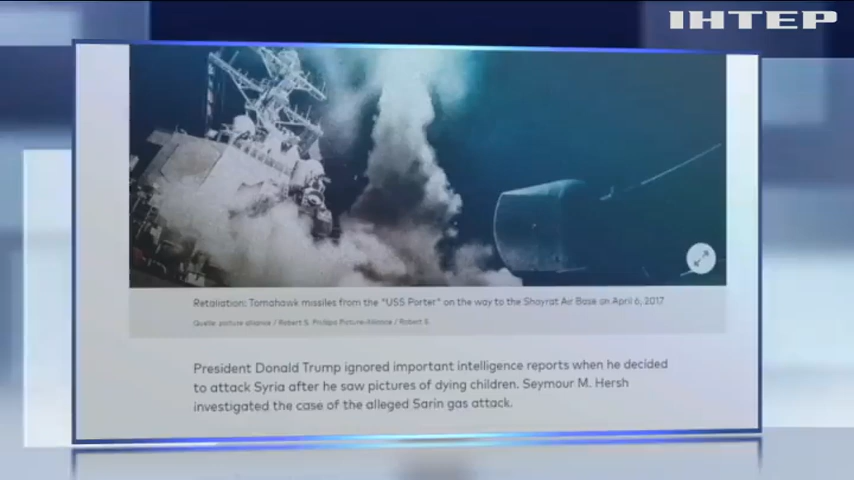 ІНТЕР
Retaliation: Tomahawk missiles from the "USS Porter" on the way to the Shayrat Air Base on April 6, 2017
Quelle: picture alliance / Robert S. Price/picture alliance / Robert S
President Donald Trump ignored important intelligence reports when he decided
to attack Syria after he saw pictures of dying children. Seymour M. Hersh
investigated the case of the alleged Sarin gas attack.